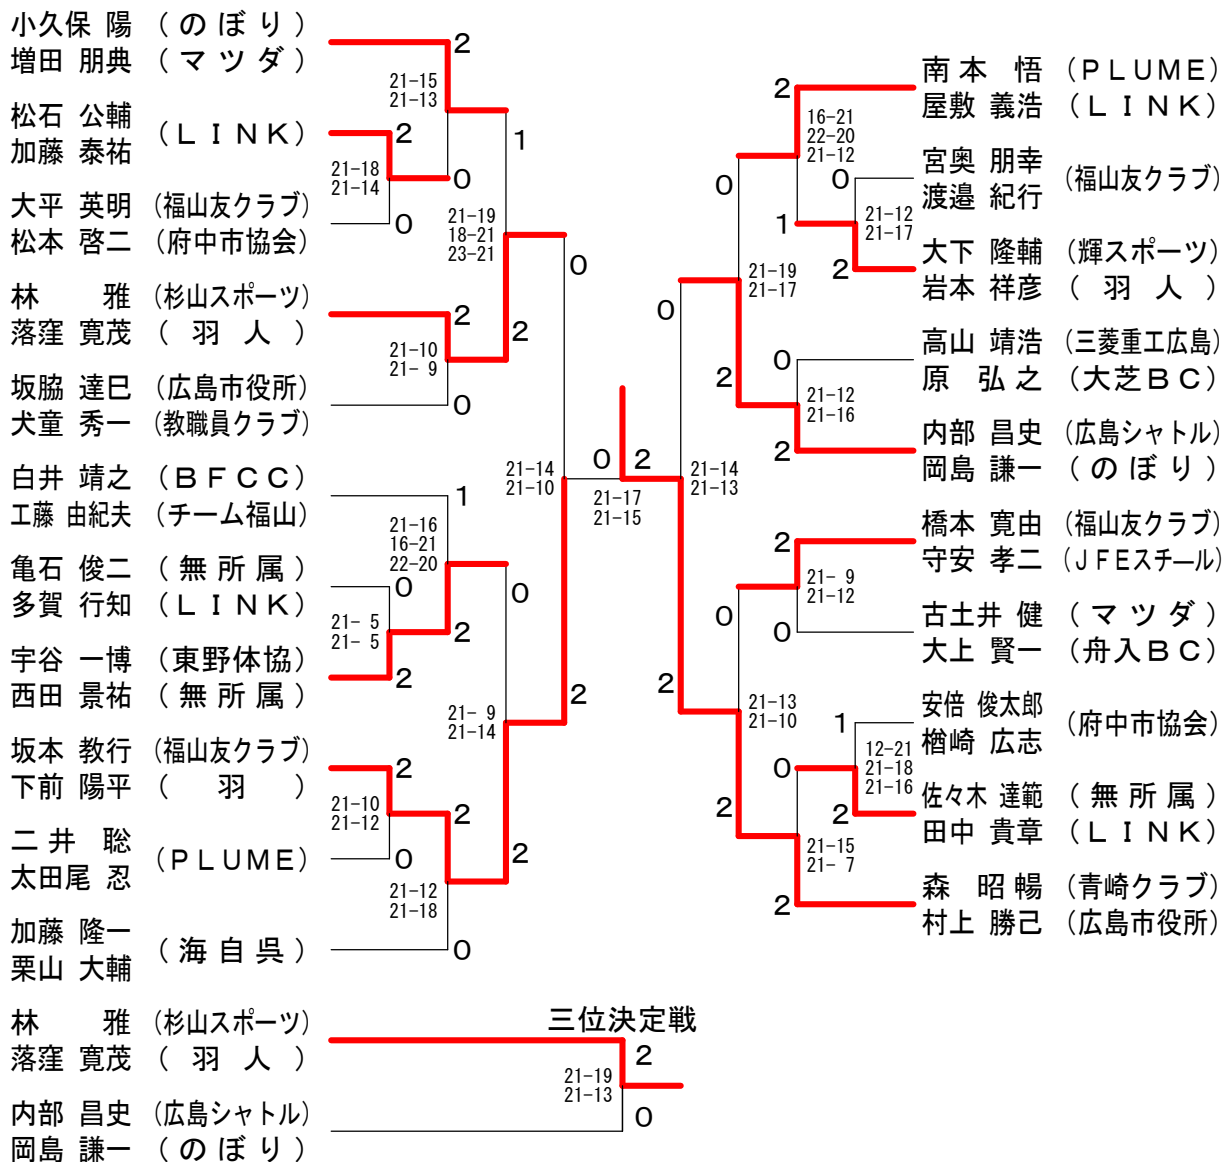 小久保 陽 （のぼり）
増田 朋典 （マツダ）
松石 公輔
加藤 泰祐
（ＬＩＮＫ）
大平 英明 （福山友クラブ）
松本 啓二 （府中市協会）
林 雅 （杉山スポーツ）
落窪 寛茂 （羽人）
坂脇 達巳 （広島市役所）
犬童 秀一 （教職員クラブ）
白井 靖之 （ＢＦＣＣ）
工藤 由紀夫 （チーム福山）
亀石 俊二 （無所属）
多賀 行知 （ＬＩＮＫ）
宇谷 一博 （東野体協）
西田 景祐 （無所属）
坂本 教行 （福山友クラブ）
下前 陽平 （羽　）
二井 聡
太田尾 忍
（ＰＬＵＭＥ）
加藤 隆一
栗山 大輔
（海自呉）
2
21-15
21-13
2
21-18
21-14
0
0
1
21-19
18-21
23-21
2
21-10
21- 9
0
2
0
1
21-16
16-21
22-20
0
21- 5
21- 5
2
2
0
21-14
21-10
21- 9
21-14
2
2
21-10
21-12
0
2
21-12
21-18
0
2
0 2
21-17
21-15
南本 悟 （ＰＬＵＭＥ）
屋敷 義浩 （ＬＩＮＫ）
宮奥 朋幸
渡邉 紀行
（福山友クラブ）
大下 隆輔 （輝スポーツ）
岩本 祥彦 （羽人）
高山 靖浩 （三菱重工広島）
原 弘之 （大芝ＢＣ）
内部 昌史 （広島シャトル）
岡島 謙一 （のぼり）
橋本 寛由 （福山友クラブ）
守安 孝二 （ＪＦＥスチール）
古土井 健 （マツダ）
大上 賢一 （舟入ＢＣ）
安倍 俊太郎
楢崎 広志
（府中市協会）
佐々木 達範 （無所属）
田中 貴章 （ＬＩＮＫ）
森 昭暢 （青崎クラブ）
村上 勝己 （広島市役所）
2
16-21
22-20
21-12
0
21-12
21-17
2
1
0
21-19
21-17
0
21-12
21-16
2
2
0
21-14
21-13
2
21- 9
21-12
0
0
21-13
21-10
2
1
12-21
21-18
21-16
2
0
21-15
21- 7
2
2
三位決定戦
林 雅 （杉山スポーツ）
落窪 寛茂 （羽人）
内部 昌史 （広島シャトル）
岡島 謙一 （のぼり）
2
21-19
21-13
0